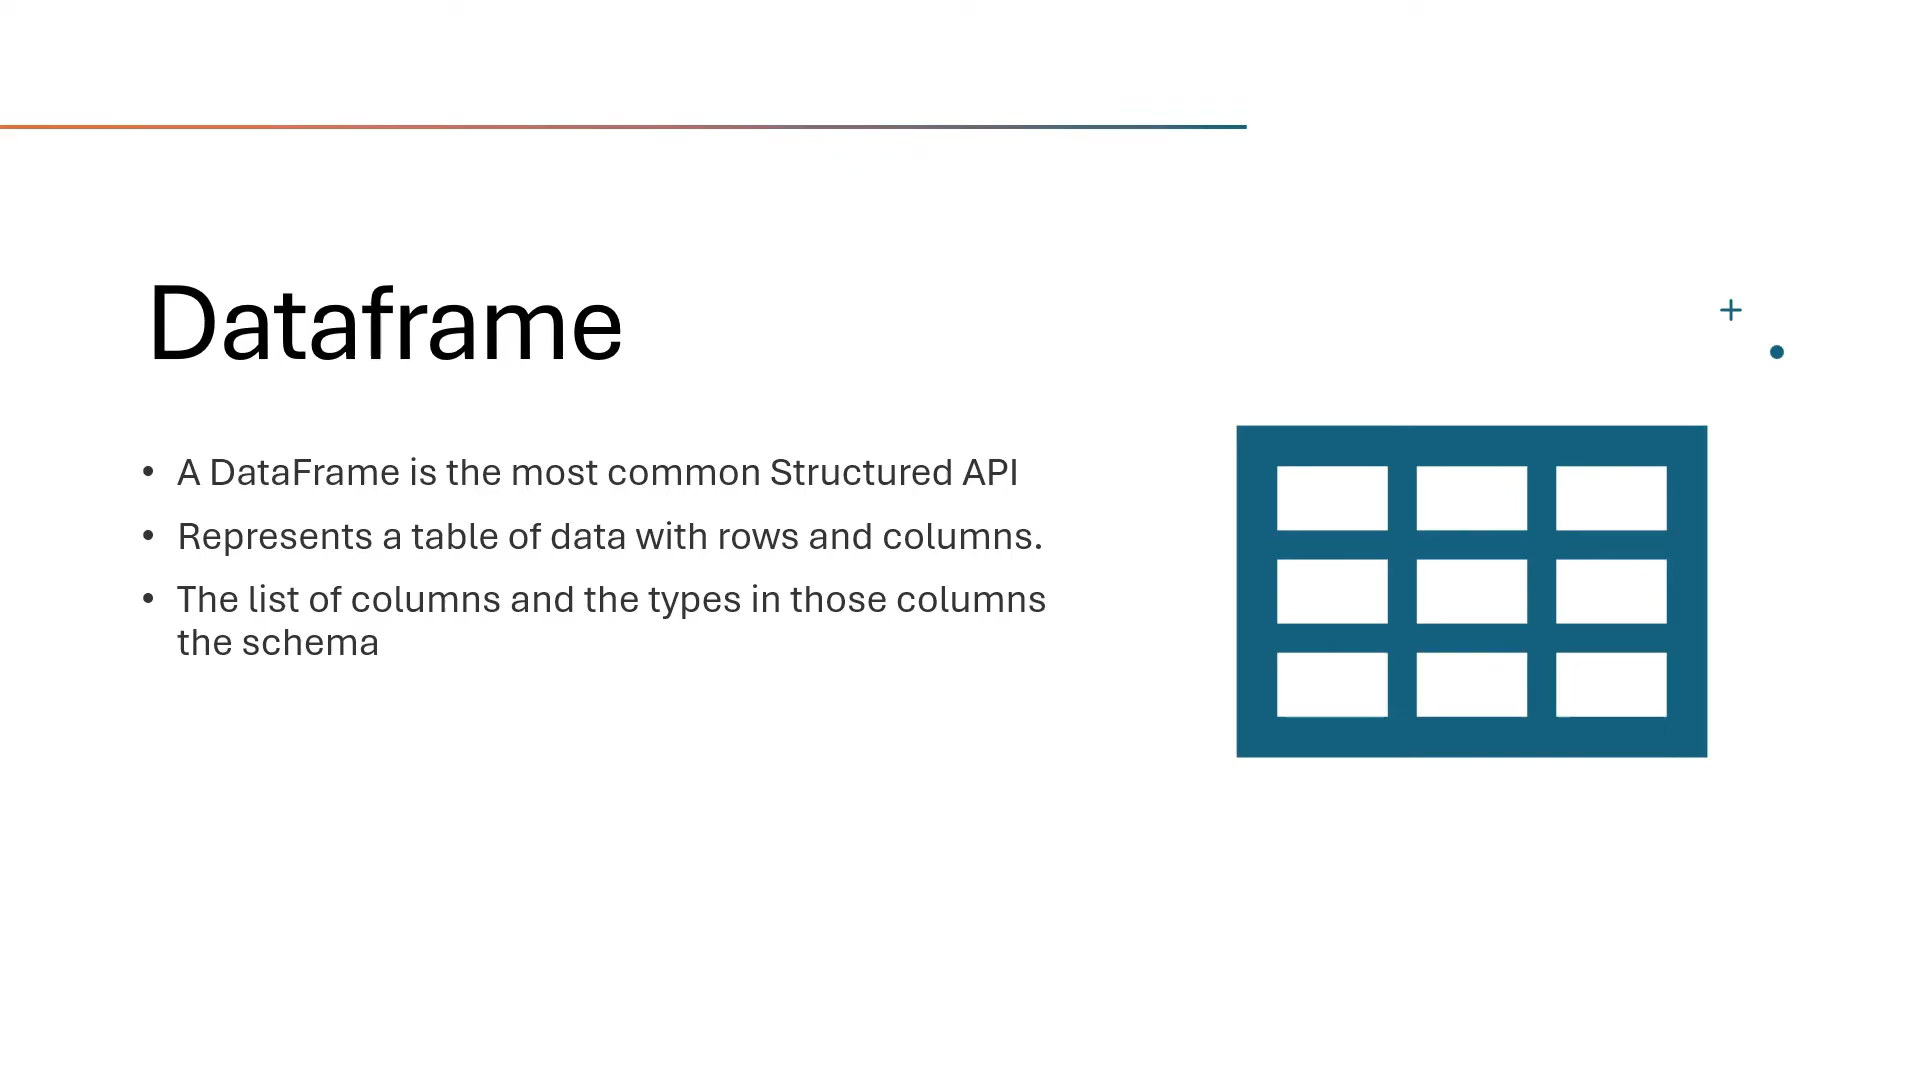 Dataframe
• A DataFrame is the most common Structured API
• Represents a table of data with rows and columns.
• The list of columns and the types in those columns
the schema